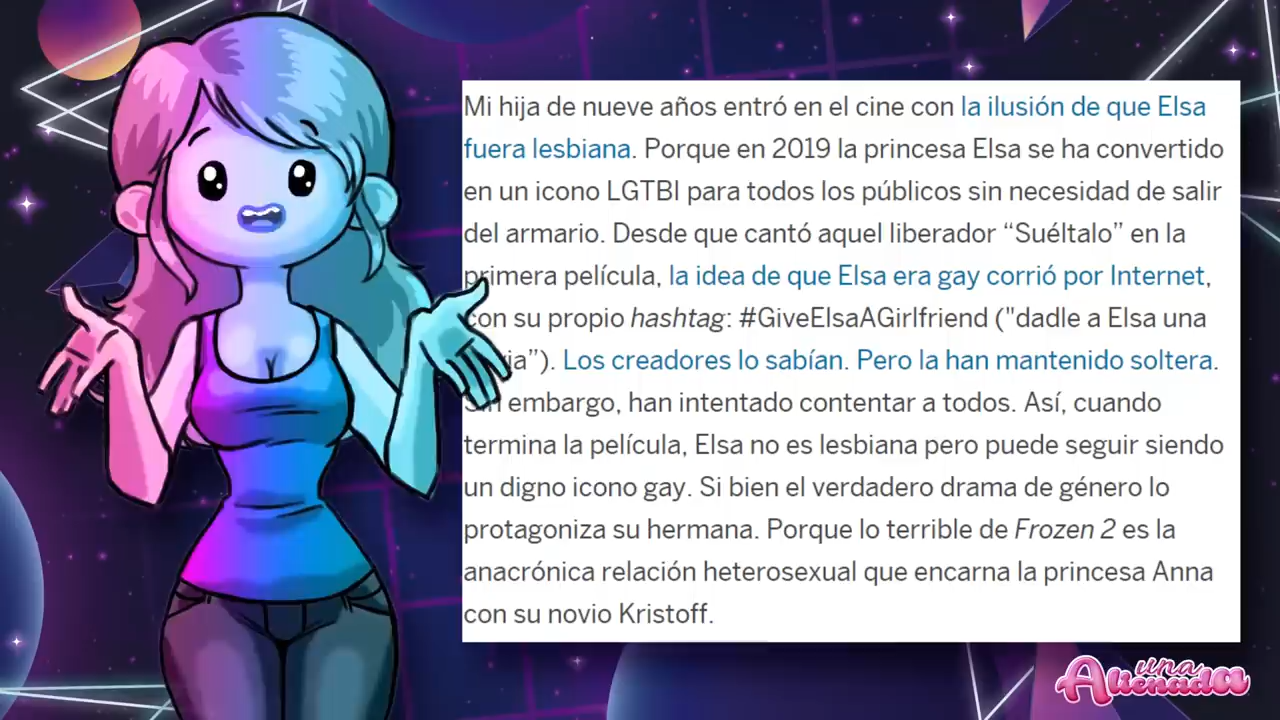 Mi hija de nueve años entró en el cine con la ilusión de que Elsa
fuera lesbiana. Porque en 2019 la princesa Elsa se ha convertido
en un icono LGTBI para todos los públicos sin necesidad de salir
del armario. Desde que cantó aquel liberador “Suéltalo” en la
primera película, la idea de que Elsa era gay corrió por Internet,
con su propio hashtag: #GiveElsaAGirlfriend ("dadle a Elsa una
Los creadores lo sabían. Pero la han mantenido soltera.
Sin embargo, han intentado contentar a todos. Así, cuando
termina la película, Elsa no es lesbiana pero puede seguir siendo
un digno icono gay. Si bien el verdadero drama de género lo
protagoniza su hermana. Porque lo terrible de Frozen 2 es la
anacrónica relación heterosexual que encarna la princesa Anna
con su novio Kristoff.
una
Alienada